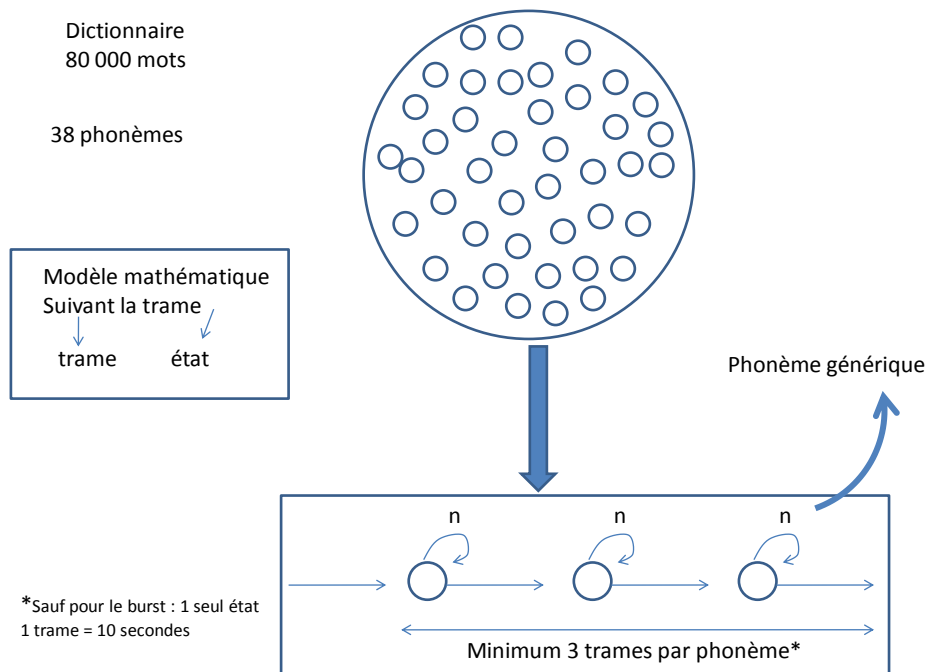 Dictionnaire
80 000 mots
38 phonèmes
Modèle mathématique
Suivant la trame
trame état
Phonème générique
n n n
*Sauf pour le burst : 1 seul état
1 trame = 10 secondes
Minimum 3 trames par phonème*